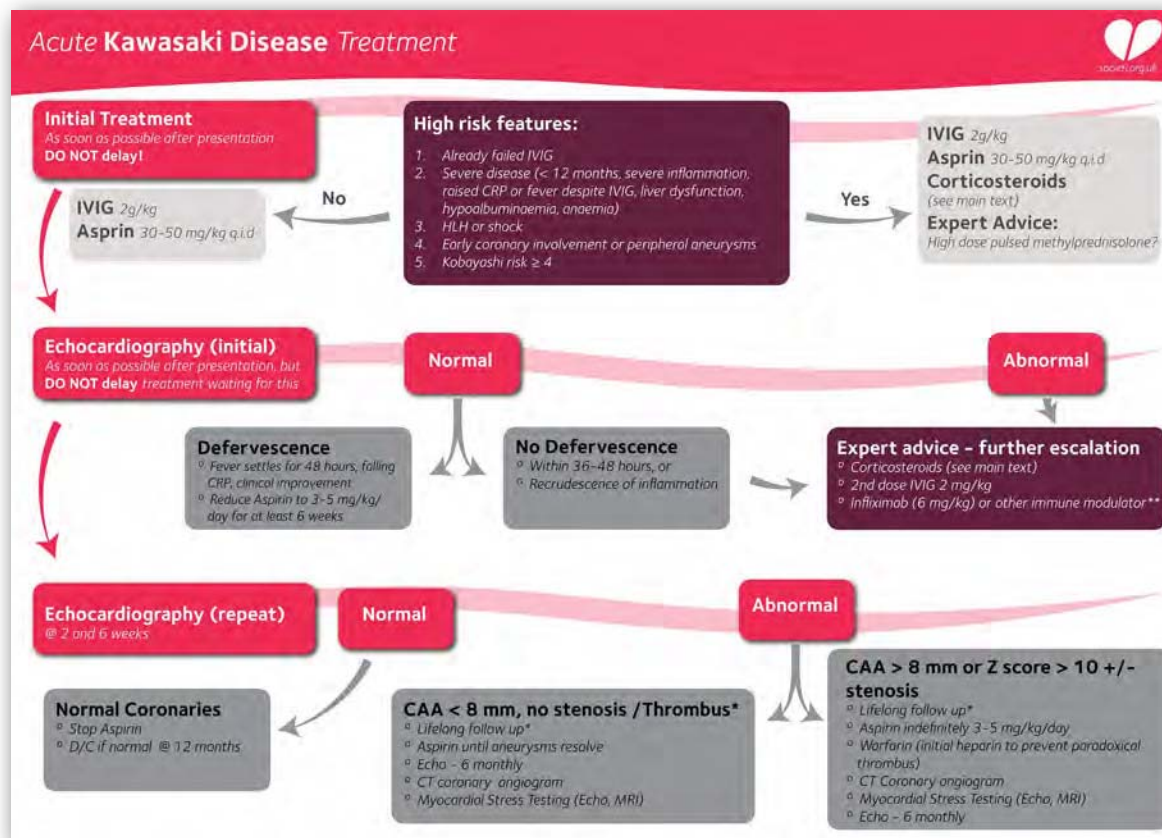 Acute Kawasaki Disease Treatment
societi.org.uk
Initial Treatment
As soon as possible after presentation
DO NOT delay!
High risk features:
1. Already failed IVIG
2. Severe disease (< 12 months, severe inflammation,
raised CRP or fever despite IVIG, liver dysfunction,
hypoalbuminaemia, anaemia)
3. HLH or shock
4. Early coronary involvement or peripherol aneurysms
5. Kobayashi risk ≥ 4
No
Yes
IVIG 2g/kg
Asprin 30-50 mg/kg q.i.d
IVIG 2g/kg
Asprin 30-50 mg/kg q.i.d
Corticosteroids
(see main text)
Expert Advice:
High dose pulsed methylprednisolone?
Echocardiography (initial)
As soon as possible after presentation, but
DO NOT delay treatment waiting for this
Normal
Abnormal
Defervescence
° Fever settles for 48 hours, falling
CRP, clinical improvement
° Reduce Aspirin to 3-5 mg/kg/
day for at least 6 weeks
No Defervescence
° Within 36-48 hours, or
° Recrudescence of inflammation
Expert advice – further escalation
° Corticosteroids (see main text)
° 2nd dose IVIG 2 mg/kg
° Infliximab (6 mg/kg) or other immune modulator**
Echocardiography (repeat)
@ 2 and 6 weeks
Normal
Abnormal
Normal Coronaries
° Stop Aspirin
° D/C if normal @ 12 months
CAA < 8 mm, no stenosis /Thrombus*
° Lifelong follow up*
° Aspirin until aneurysms resolve
° Echo – 6 monthly
° CT coronary angiogram
° Myocardial Stress Testing (Echo, MRI)
CAA > 8 mm or Z score > 10 +/-
stenosis
° Lifelong follow up*
° Aspirin indefinitely 3-5 mg/kg/day
° Warfarin (initial heparin to prevent paradoxical
thrombus)
° CT Coronary angiogram
° Myocardial Stress Testing (Echo, MRI)
° Echo – 6 monthly